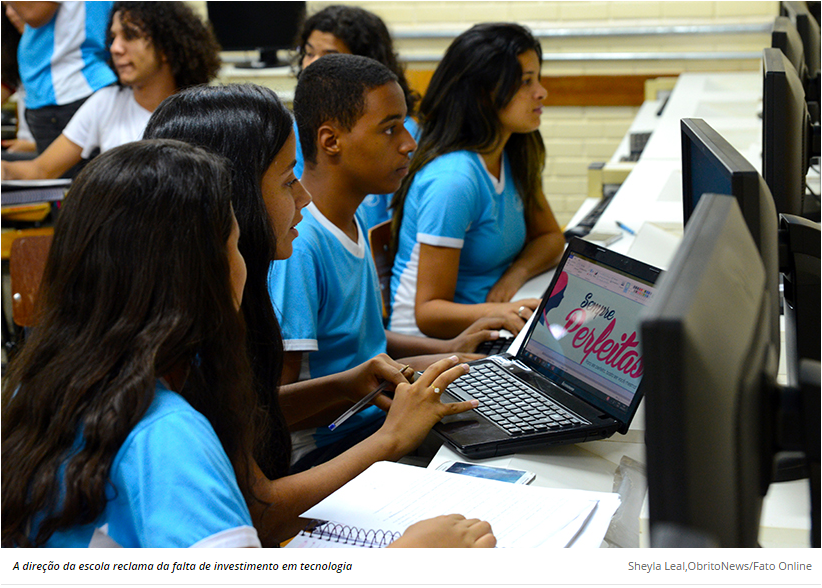 Sempre
Perfeitas
A direção da escola reclama da falta de investimento em tecnologia
Sheyla Leal,ObritoNews/Fato Online